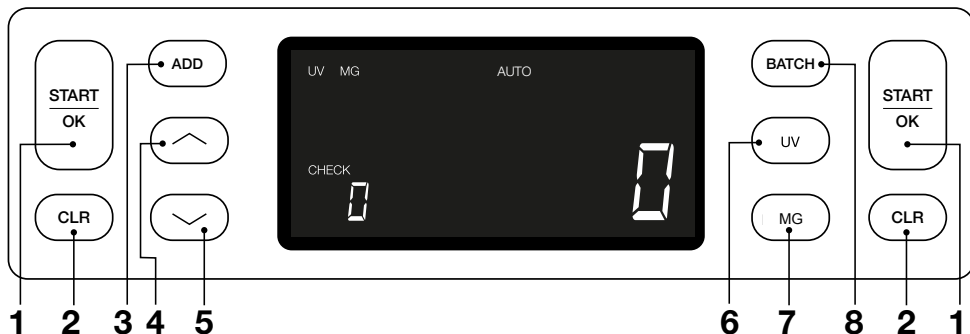 START
OK
ADD
UV MG AUTO
BATCH
START
OK
UV
CHECK
0 0
CLR
MG
CLR
1 2 3 4 5 6 7 8 2 1